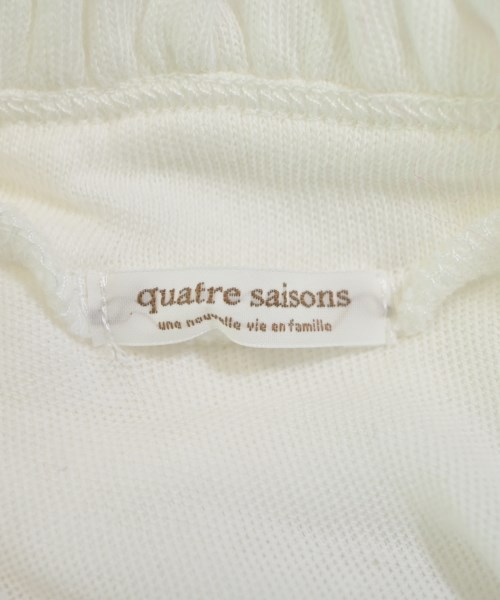 quatre saisons
une nouvelle vie en famille